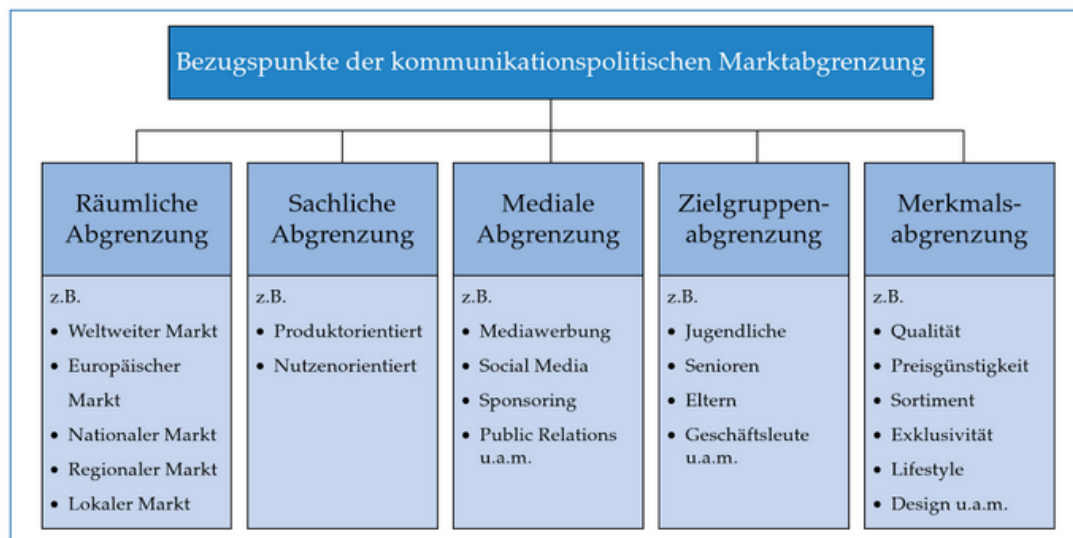 Bezugspunkte der kommunikationspolitischen Marktabgrenzung
Räumliche
Abgrenzung
z.B.
• Weltweiter Markt
• Europäischer
Markt
• Nationaler Markt
• Regionaler Markt
• Lokaler Markt
Sachliche
Abgrenzung
z.B.
• Produktorientiert
• Nutzenorientiert
Mediale
Abgrenzung
z.B.
• Mediawerbung
• Social Media
• Sponsoring
• Public Relations
u.a.m.
Zielgruppen-
abgrenzung
z.B.
• Jugendliche
• Senioren
• Eltern
• Geschäftsleute
u.a.m.
Merkmals-
abgrenzung
z.B.
• Qualität
• Preisgünstigkeit
• Sortiment
• Exklusivität
• Lifestyle
• Design u.a.m.